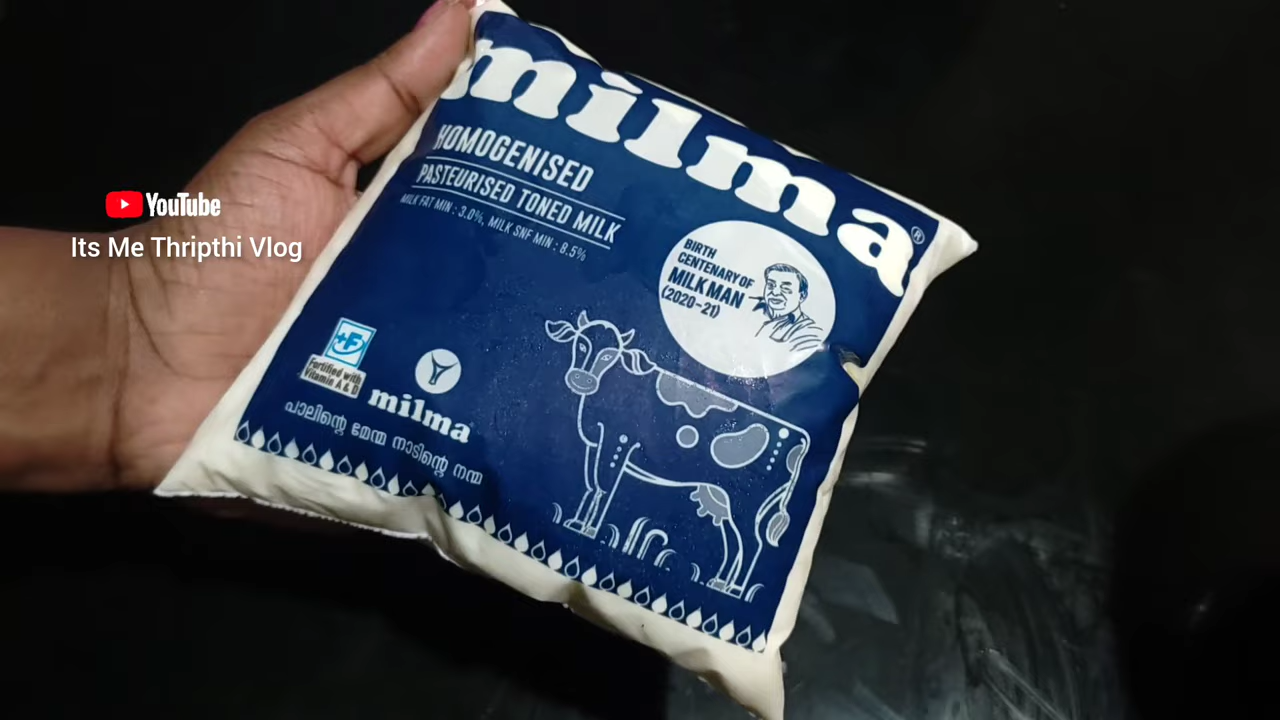 milma®
HOMOGENISED
PASTEURISED TONED MILK
MILK FAT MIN : 3.0%, MILK SNF MIN : 8.5%
BIRTH
CENTENARY OF
MILK MAN
(2020-21)
YouTube
Its Me Thripthi Vlog
+F
Fortified with
Vitamin A & D
milma
പാലിന്റെ മേന്മ നാടിന്റെ നന്മ